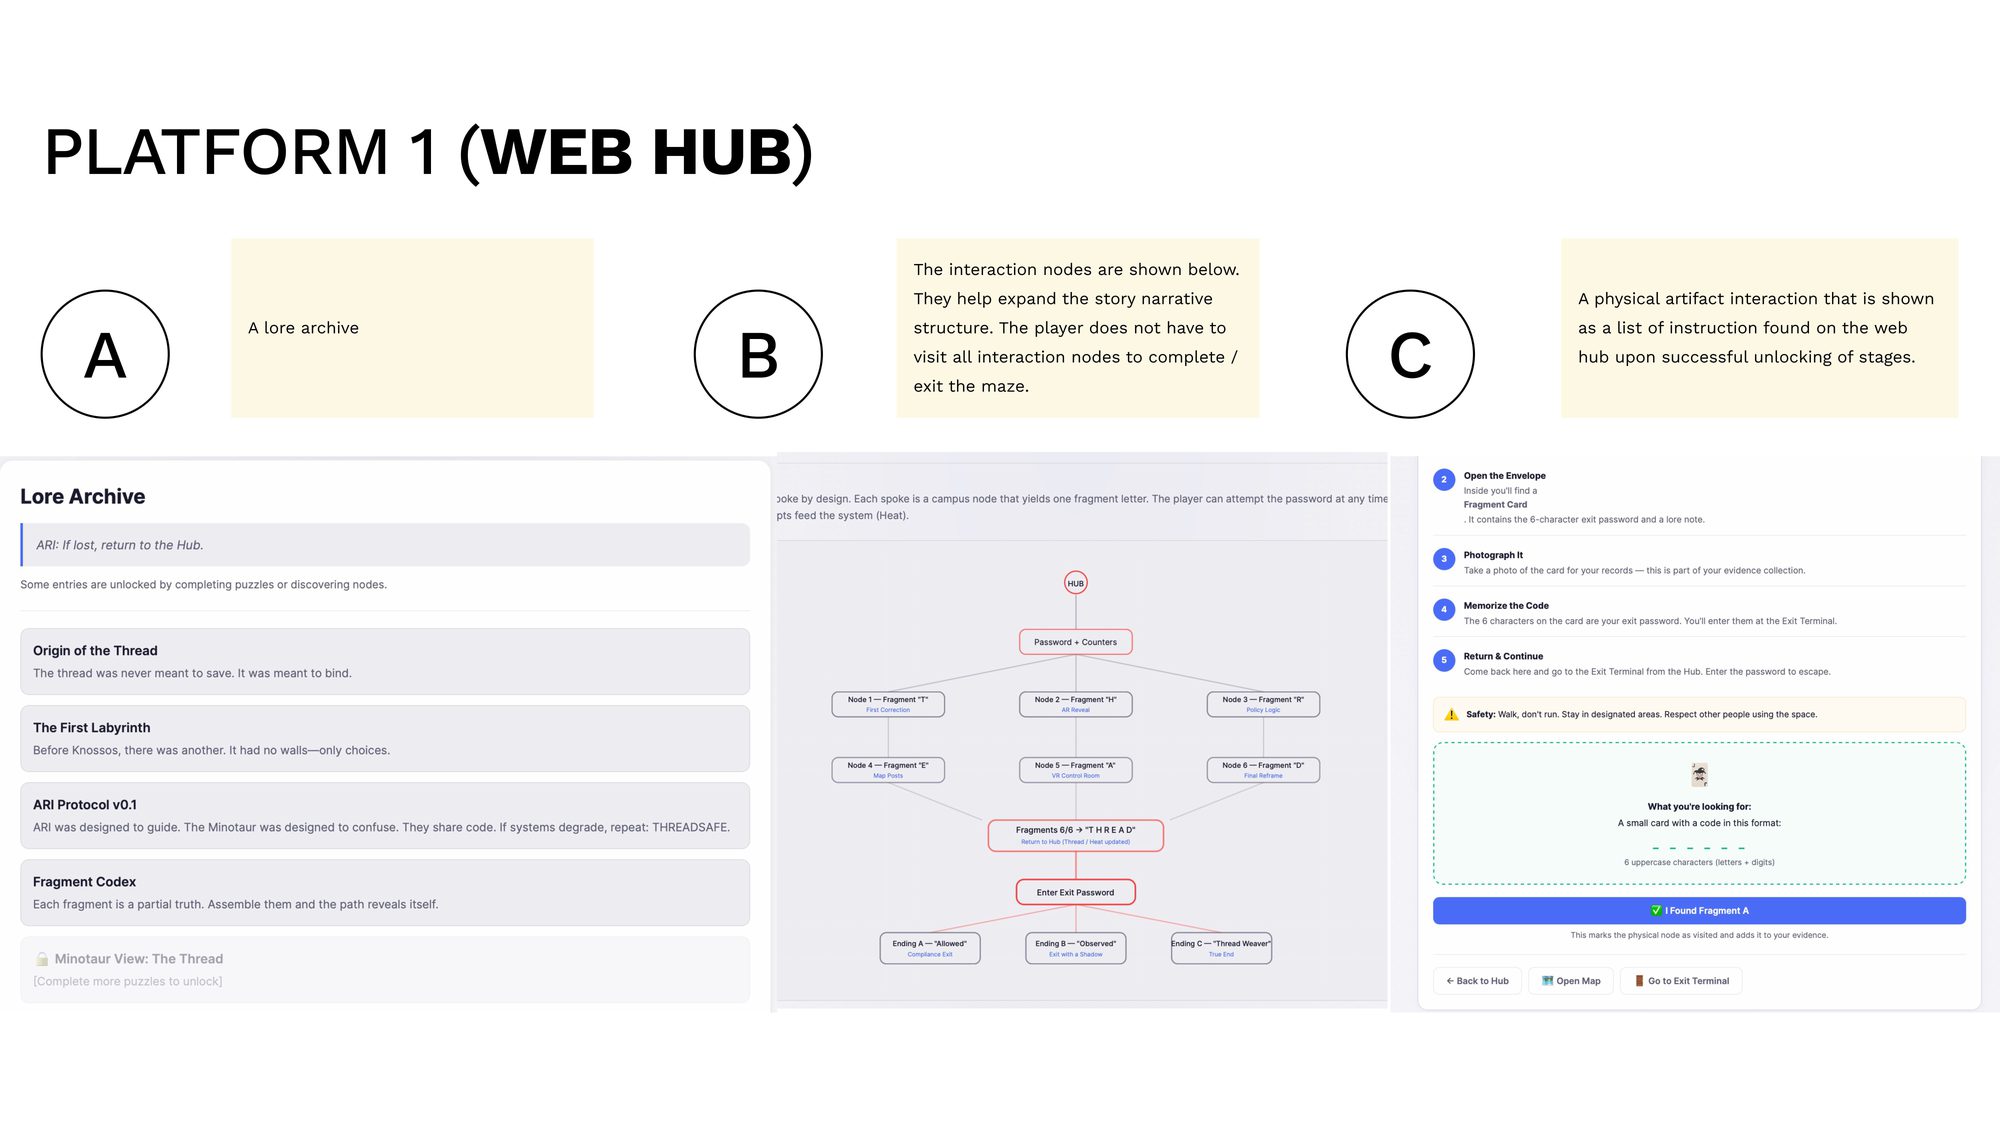 PLATFORM 1 (WEB HUB)
A
A lore archive
B
The interaction nodes are shown below.
They help expand the story narrative
structure. The player does not have to
visit all interaction nodes to complete /
exit the maze.
C
A physical artifact interaction that is shown
as a list of instruction found on the web
hub upon successful unlocking of stages.
Lore Archive
ARI: If lost, return to the Hub.
Some entries are unlocked by completing puzzles or discovering nodes.
Origin of the Thread
The thread was never meant to save. It was meant to bind.
The First Labyrinth
Before Knossos, there was another. It had no walls—only choices.
ARI Protocol v0.1
ARI was designed to guide. The Minotaur was designed to confuse. They share code. If systems degrade, repeat: THREADSAFE.
Fragment Codex
Each fragment is a partial truth. Assemble them and the path reveals itself.
🔒 Minotaur View: The Thread
[Complete more puzzles to unlock]
oke by design. Each spoke is a campus node that yields one fragment letter. The player can attempt the password at any time
pts feed the system (Heat).
HUB
Password + Counters
Node 1 — Fragment "T"
First Correction
Node 2 — Fragment "H"
AR Reveal
Node 3 — Fragment "R"
Policy Logic
Node 4 — Fragment "E"
Map Posts
Node 5 — Fragment "A"
VR Control Room
Node 6 — Fragment "D"
Final Reframe
Fragments 6/6 → "T H R E A D"
Return to Hub (Thread / Heat updated)
Enter Exit Password
Ending A — "Allowed"
Compliance Exit
Ending B — "Observed"
Exit with a Shadow
Ending C — "Thread Weaver"
True End
2
Open the Envelope
Inside you'll find a
Fragment Card
. It contains the 6-character exit password and a lore note.
3
Photograph It
Take a photo of the card for your records — this is part of your evidence collection.
4
Memorize the Code
The 6 characters on the card are your exit password. You'll enter them at the Exit Terminal.
5
Return & Continue
Come back here and go to the Exit Terminal from the Hub. Enter the password to escape.
⚠️ Safety: Walk, don't run. Stay in designated areas. Respect other people using the space.
What you're looking for:
A small card with a code in this format:
_ _ _ _ _ _
6 uppercase characters (letters + digits)
✅ I Found Fragment A
This marks the physical node as visited and adds it to your evidence.
← Back to Hub
🗺️ Open Map
🚪 Go to Exit Terminal